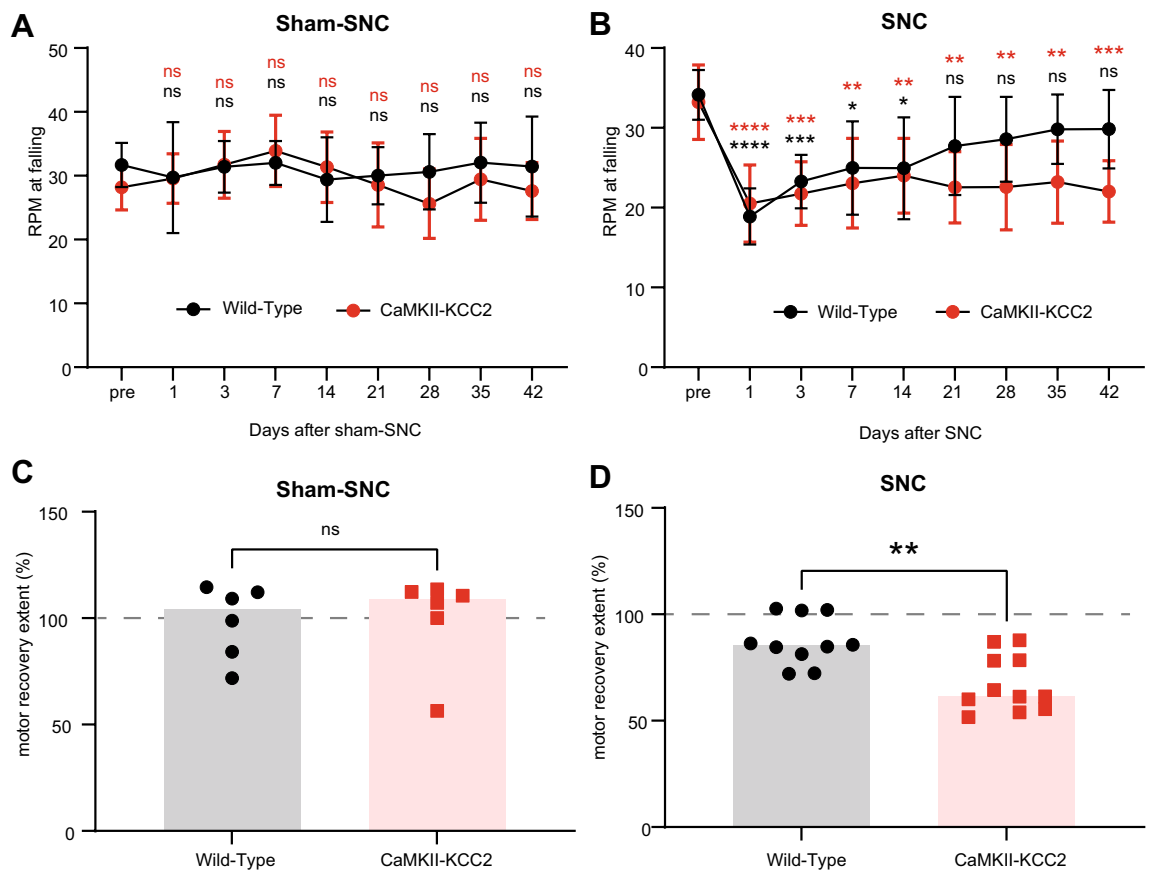 A
Sham-SNC
50
40
30
20
10
0
RPM at falling
ns ns ns ns ns ns ns ns
ns ns ns ns ns ns ns ns
Wild-Type CaMKII-KCC2
pre 1 3 7 14 21 28 35 42
Days after sham-SNC
B
SNC
40
30
20
10
0
RPM at falling
**** *** ** ** ** ** ** ***
**** *** * * ns ns ns ns
Wild-Type CaMKII-KCC2
pre 1 3 7 14 21 28 35 42
Days after SNC
C
Sham-SNC
150
100
50
0
motor recovery extent (%)
ns
Wild-Type CaMKII-KCC2
D
SNC
150
100
50
0
motor recovery extent (%)
**
Wild-Type CaMKII-KCC2